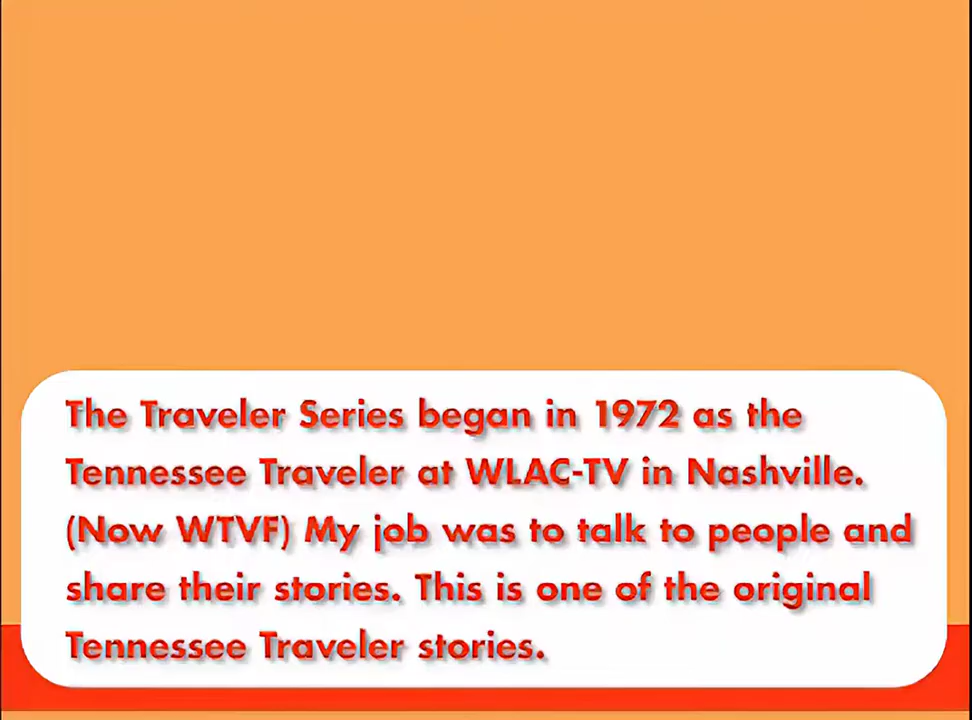 The Traveler Series began in 1972 as the
Tennessee Traveler at WLAC-TV in Nashville.
(Now WTVF) My job was to talk to people and
share their stories. This is one of the original
Tennessee Traveler stories.